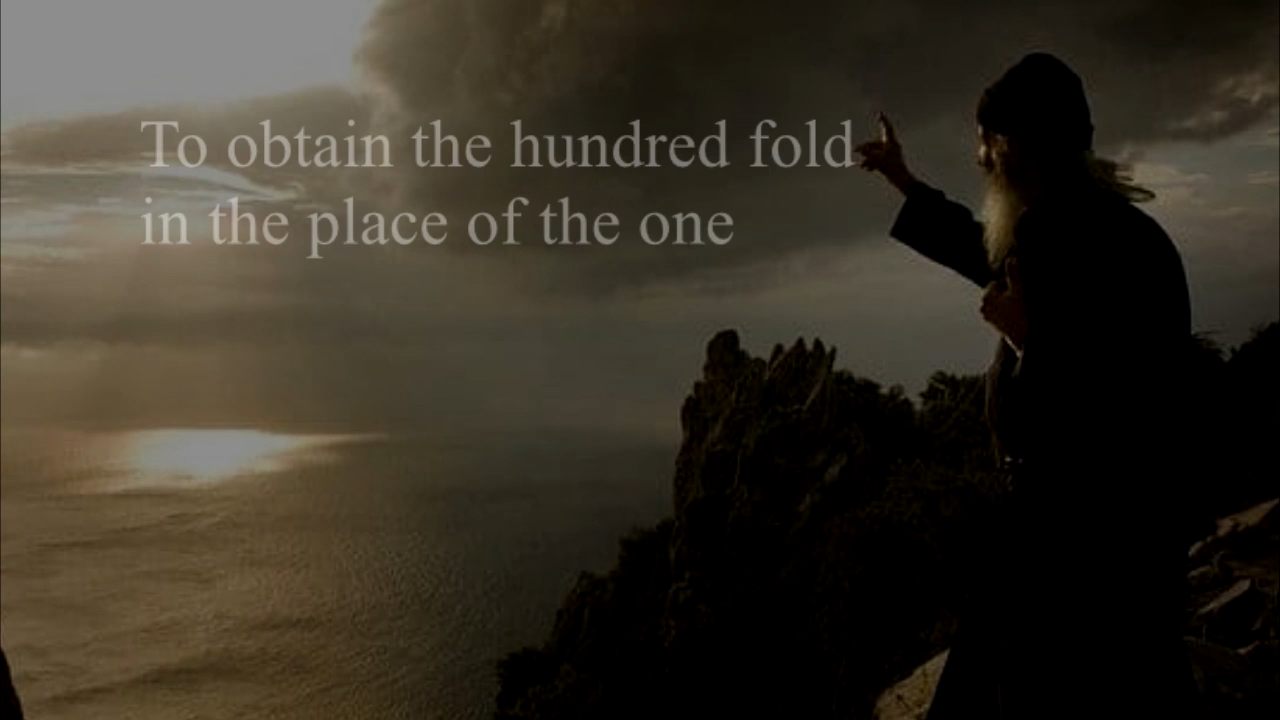 To obtain the hundred fold
in the place of the one